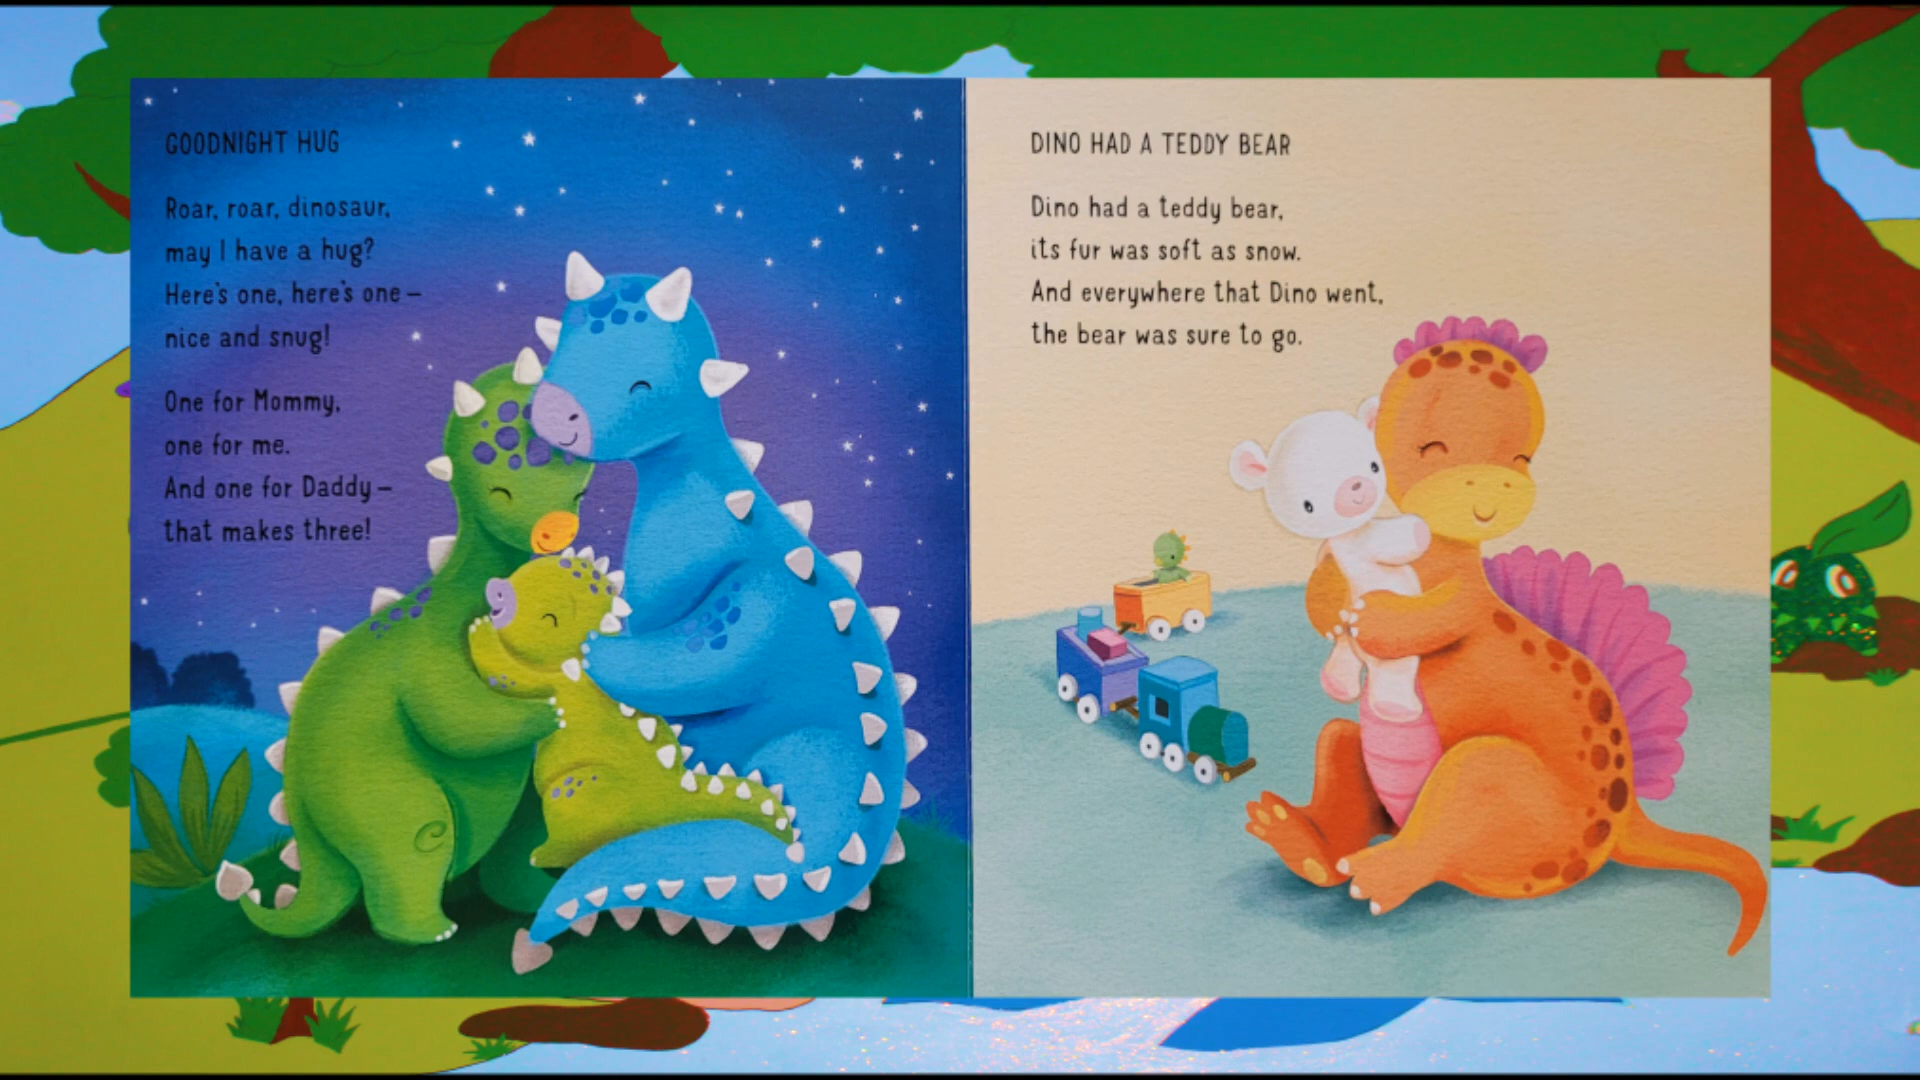 GOODNIGHT HUG
Roar, roar, dinosaur,
may I have a hug?
Here's one, here's one –
nice and snug!
One for Mommy,
one for me.
And one for Daddy –
that makes three!
DINO HAD A TEDDY BEAR
Dino had a teddy bear,
its fur was soft as snow.
And everywhere that Dino went,
the bear was sure to go.